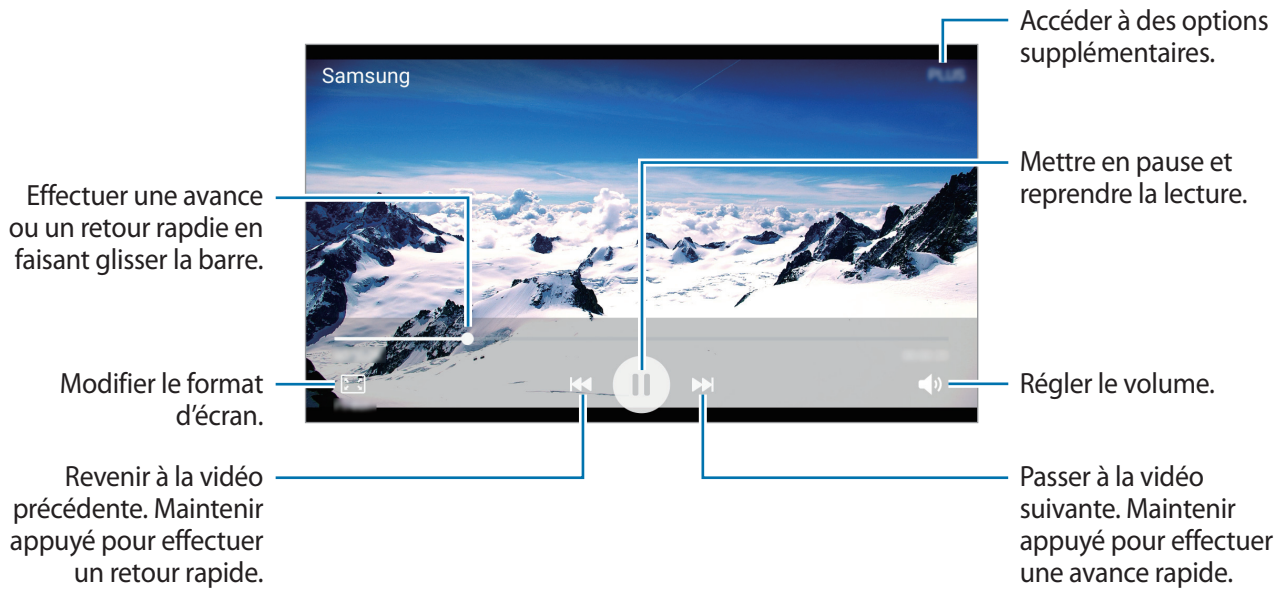 Accéder à des options
supplémentaires.
Samsung
PLUS
Mettre en pause et
reprendre la lecture.
Effectuer une avance
ou un retour rapdie en
faisant glisser la barre.
Modifier le format
d'écran.
Régler le volume.
Revenir à la vidéo
précédente. Maintenir
appuyé pour effectuer
un retour rapide.
Passer à la vidéo
suivante. Maintenir
appuyé pour effectuer
une avance rapide.